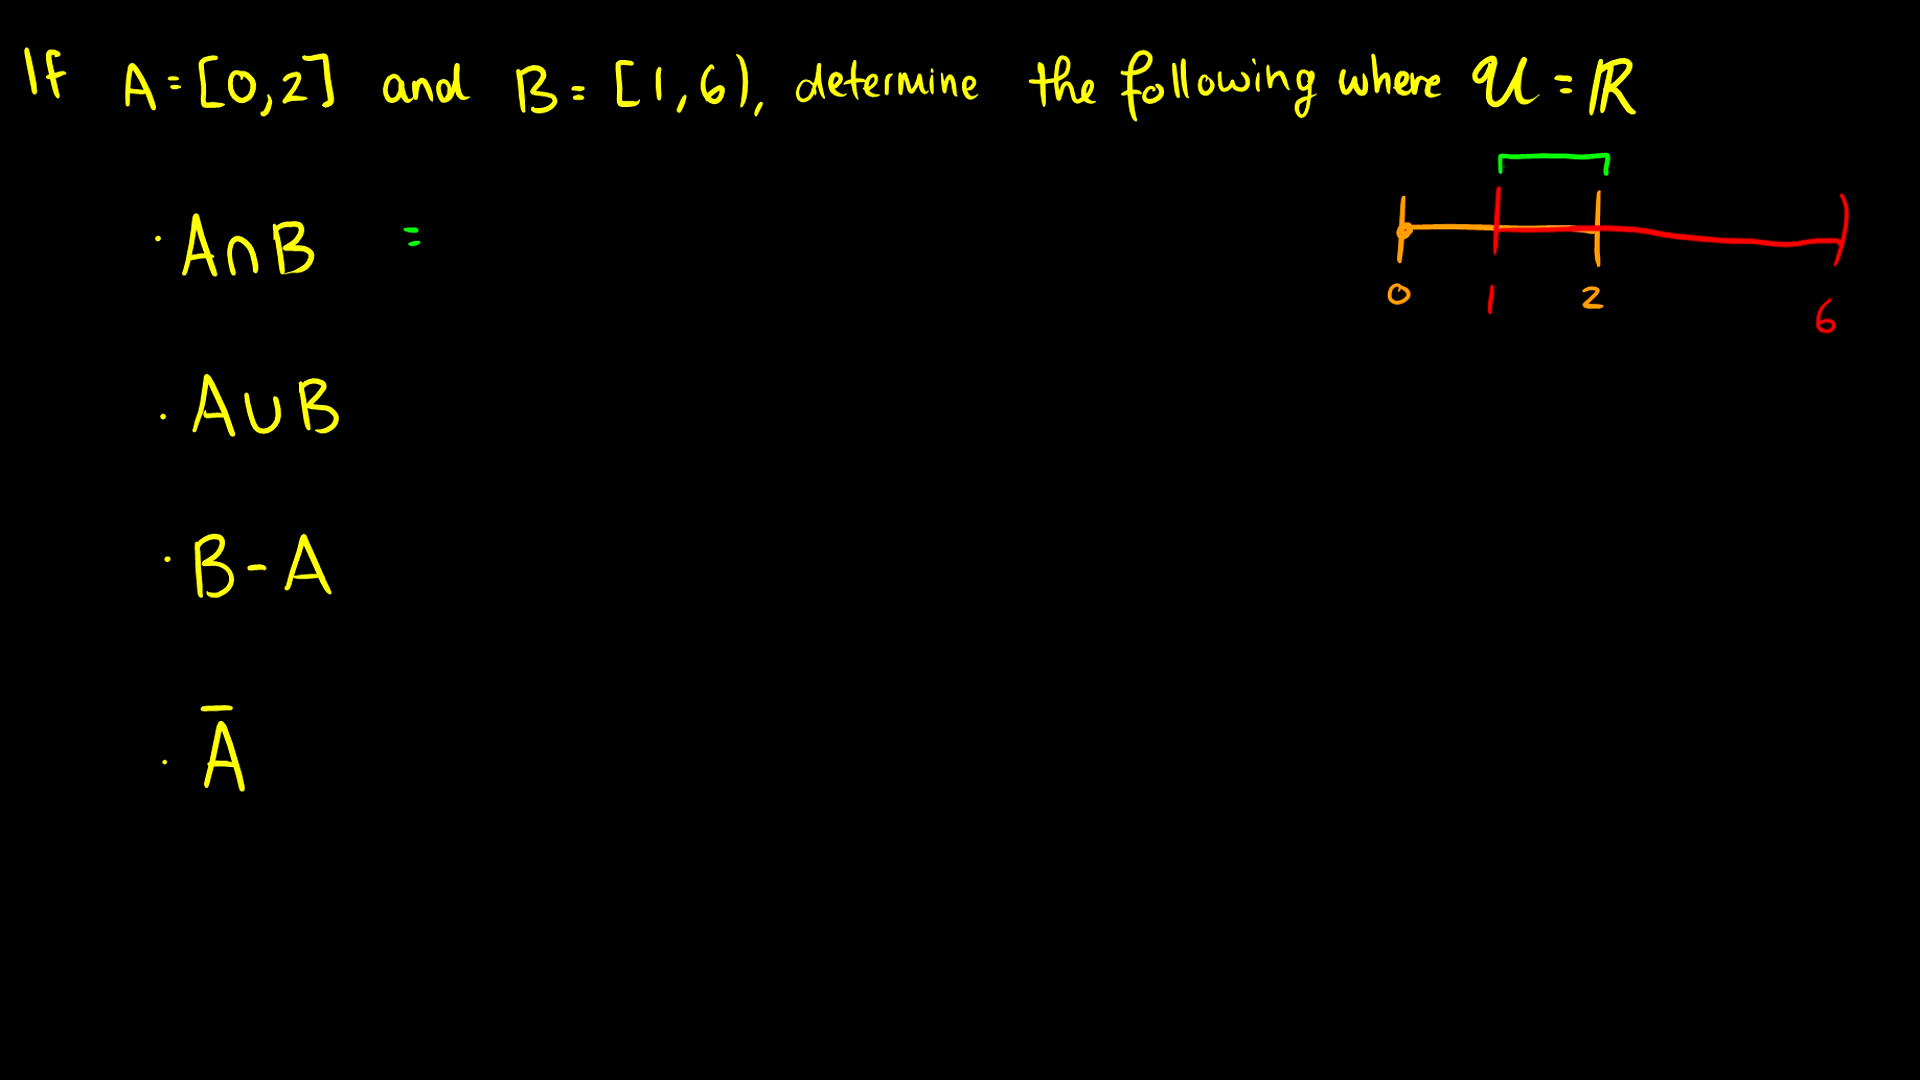 If A = [0,2] and B = [1,6), determine the following where 𝒰 = ℝ
· A∩B =
0 1 2 6
· A∪B
· B - A
· A̅